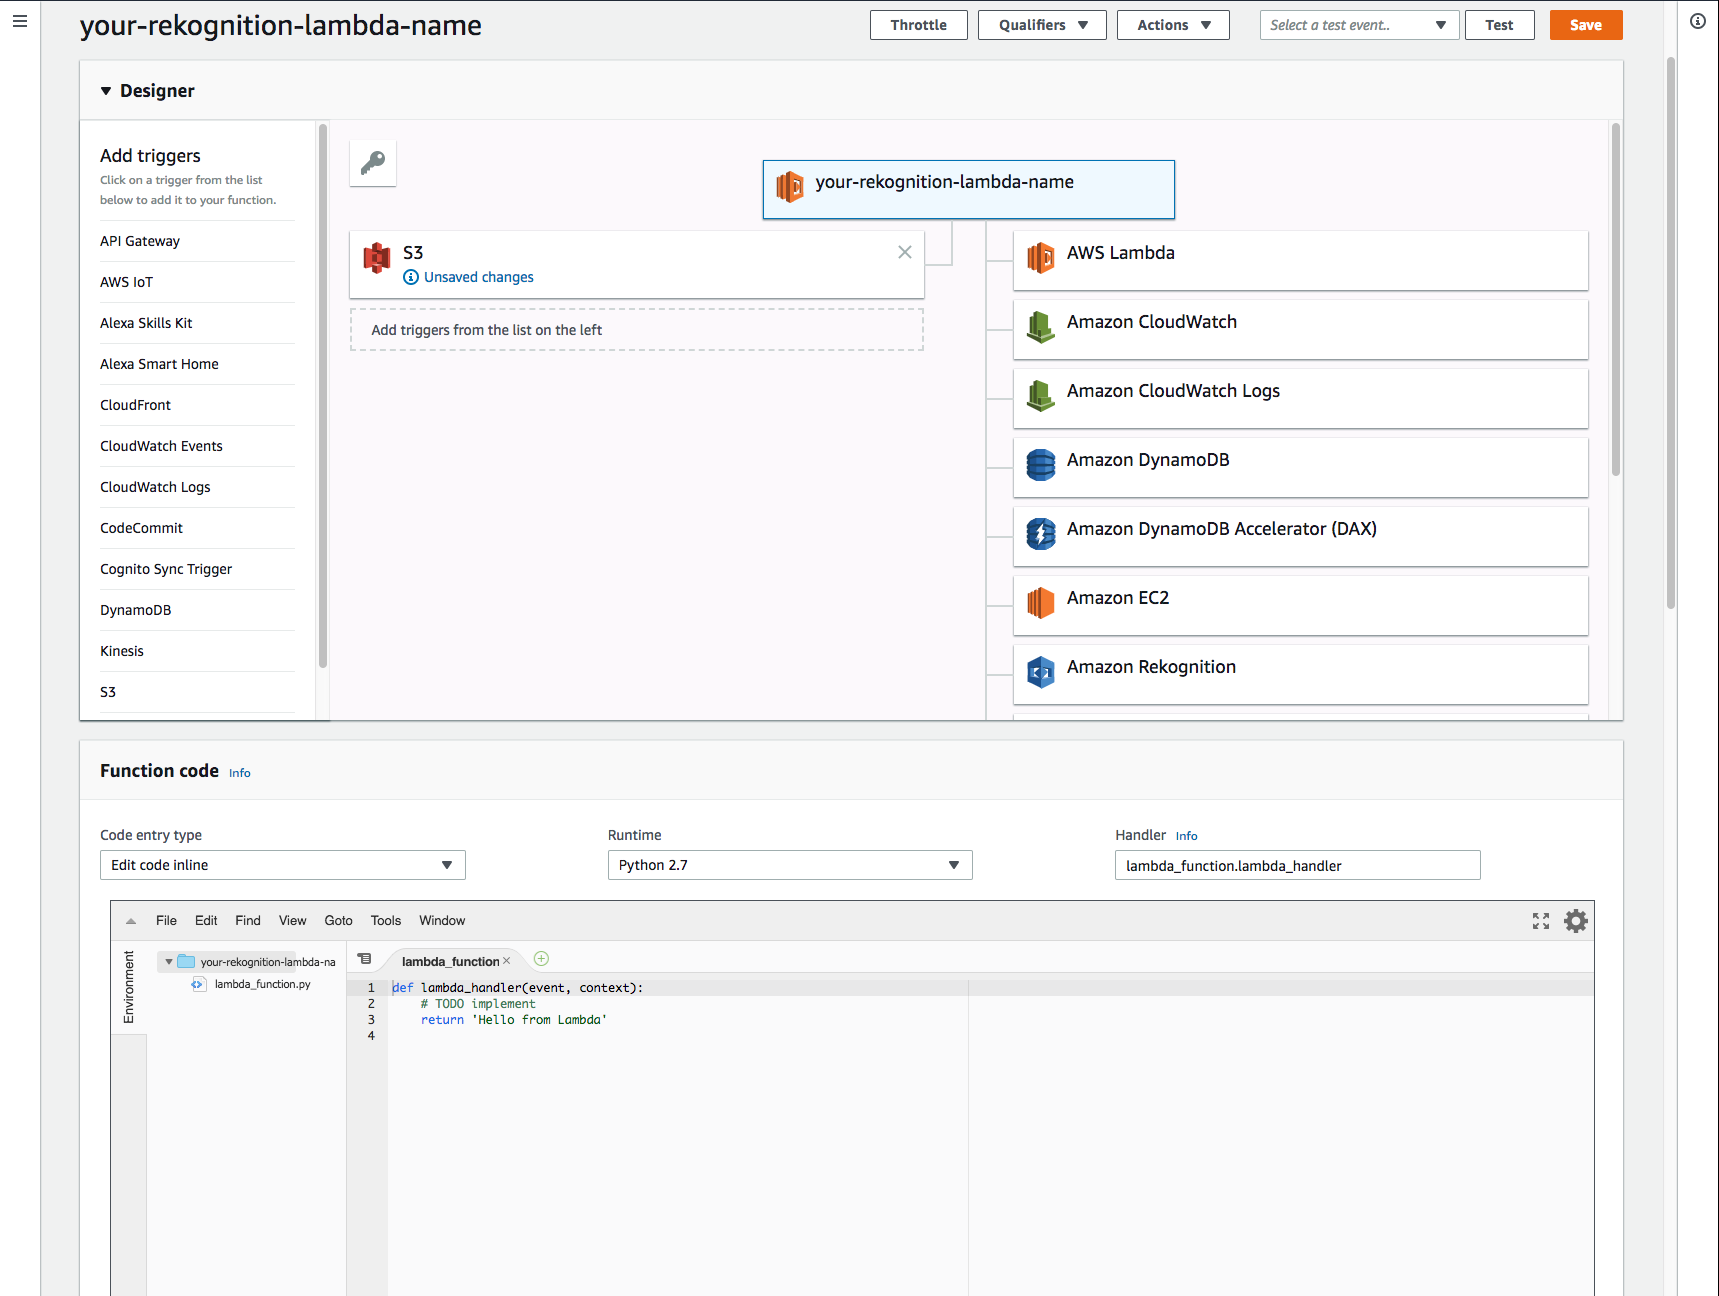 your-rekognition-lambda-name
Throttle
Qualifiers
Actions
Select a test event..
Test
Save
Designer
Add triggers
Click on a trigger from the list
below to add it to your function.
API Gateway
AWS IoT
Alexa Skills Kit
Alexa Smart Home
CloudFront
CloudWatch Events
CloudWatch Logs
CodeCommit
Cognito Sync Trigger
DynamoDB
Kinesis
S3
your-rekognition-lambda-name
S3
Unsaved changes
Add triggers from the list on the left
AWS Lambda
Amazon CloudWatch
Amazon CloudWatch Logs
Amazon DynamoDB
Amazon DynamoDB Accelerator (DAX)
Amazon EC2
Amazon Rekognition
Function code Info
Code entry type
Edit code inline
Runtime
Python 2.7
Handler Info
lambda_function.lambda_handler
File Edit Find View Goto Tools Window
Environment
your-rekognition-lambda-na
lambda_function.py
lambda_function
1 def lambda_handler(event, context):
2 # TODO implement
3 return 'Hello from Lambda'
4